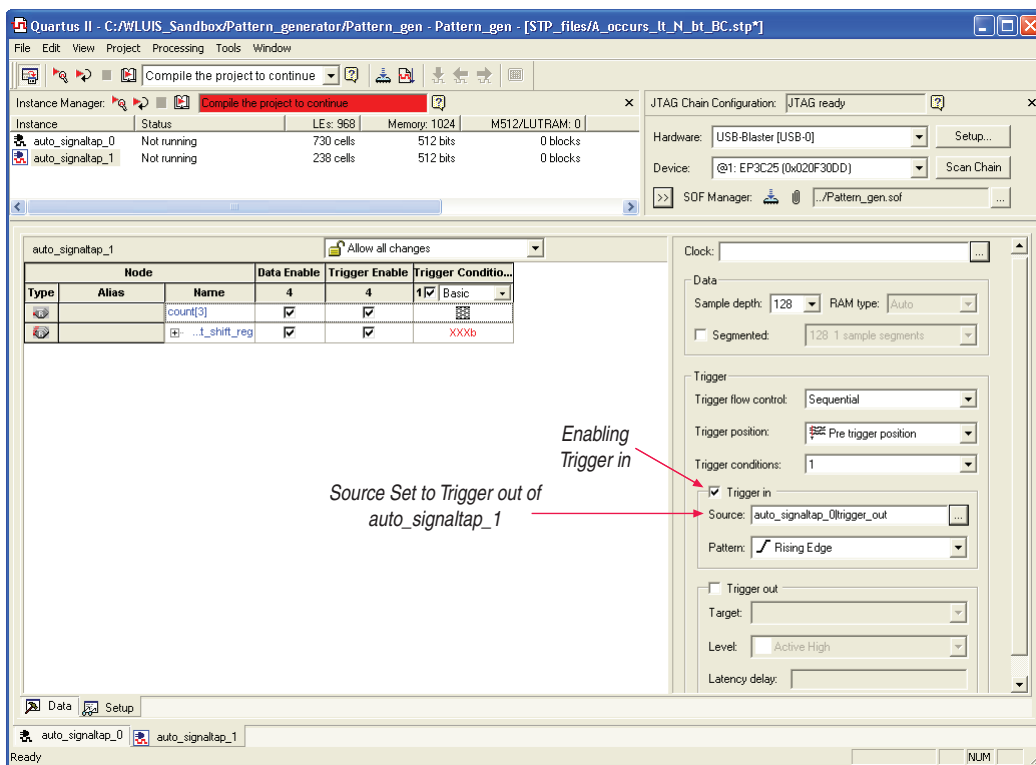 Quartus II - C:/WLUIS_Sandbox/Pattern_generator/Pattern_gen - Pattern_gen - [STP_files/A_occurs_lt_N_bt_BC.stp*]
File Edit View Project Processing Tools Window
Compile the project to continue
Instance Manager: Compile the project to continue
JTAG Chain Configuration: JTAG ready
Instance Status LEs: 968 Memory: 1024 M512/LUTRAM: 0
auto_signaltap_0 Not running 730 cells 512 bits 0 blocks
auto_signaltap_1 Not running 238 cells 512 bits 0 blocks
Hardware: USB-Blaster [USB-0] Setup...
Device: @1: EP3C25 (0x020F30DD) Scan Chain
>> SOF Manager: ../Pattern_gen.sof ...
auto_signaltap_1 Allow all changes
Node Data Enable Trigger Enable Trigger Conditio...
Type Alias Name 4 4 1 Basic
count[3]
...t_shift_reg XXXb
Clock: ...
Data
Sample depth: 128 RAM type: Auto
Segmented: 128 1 sample segments
Trigger
Trigger flow control: Sequential
Trigger position: Pre trigger position
Trigger conditions: 1
Enabling
Trigger in
Source Set to Trigger out of
auto_signaltap_1
Trigger in
Source: auto_signaltap_0|trigger_out ...
Pattern: Rising Edge
Trigger out
Target:
Level: Active High
Latency delay:
Data Setup
auto_signaltap_0 auto_signaltap_1
Ready NUM